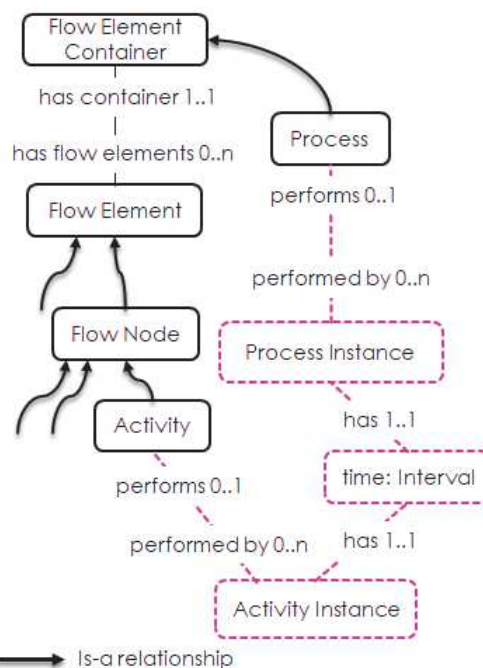 Flow Element
Container
has container 1..1
has flow elements 0..n
Process
performs 0..1
Flow Element
performed by 0..n
Flow Node
Process Instance
has 1..1
Activity
time: Interval
performs 0..1
performed by 0..n
has 1..1
Activity Instance
Is-a relationship